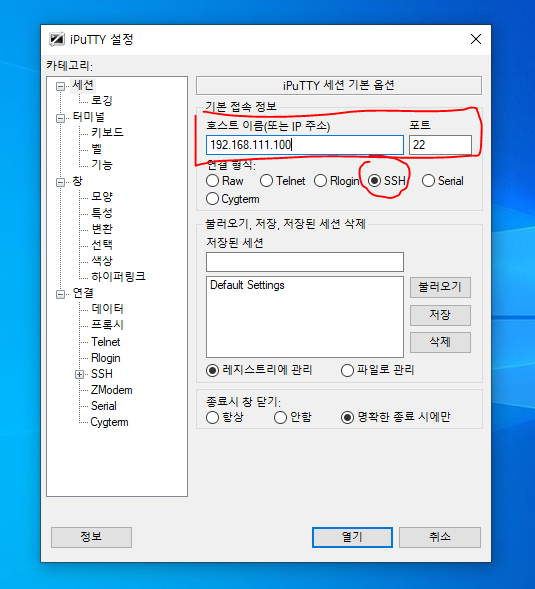 iPuTTY 설정
카테고리:
세션
로깅
터미널
키보드
벨
기능
창
모양
특성
변환
선택
색상
하이퍼링크
연결
데이터
프록시
Telnet
Rlogin
SSH
ZModem
Serial
Cygterm
iPuTTY 세션 기본 옵션
기본 접속 정보
호스트 이름(또는 IP 주소) 포트
192.168.111.100 22
연결 형식:
Raw Telnet Rlogin SSH Serial
Cygterm
불러오기, 저장, 저장된 세션 삭제
저장된 세션
Default Settings
불러오기
저장
삭제
레지스트리에 관리 파일로 관리
종료시 창 닫기:
항상 안함 명확한 종료 시에만
정보 열기 취소